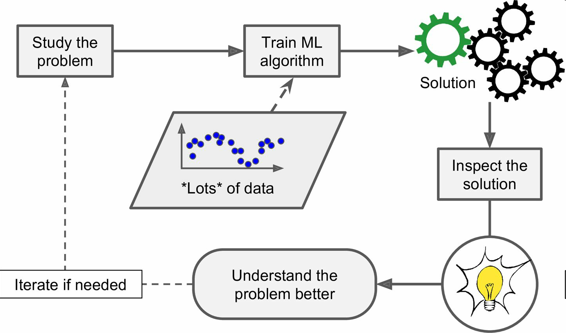 Study the
problem
Train ML
algorithm
Solution
*Lots* of data
Inspect the
solution
Understand the
problem better
Iterate if needed